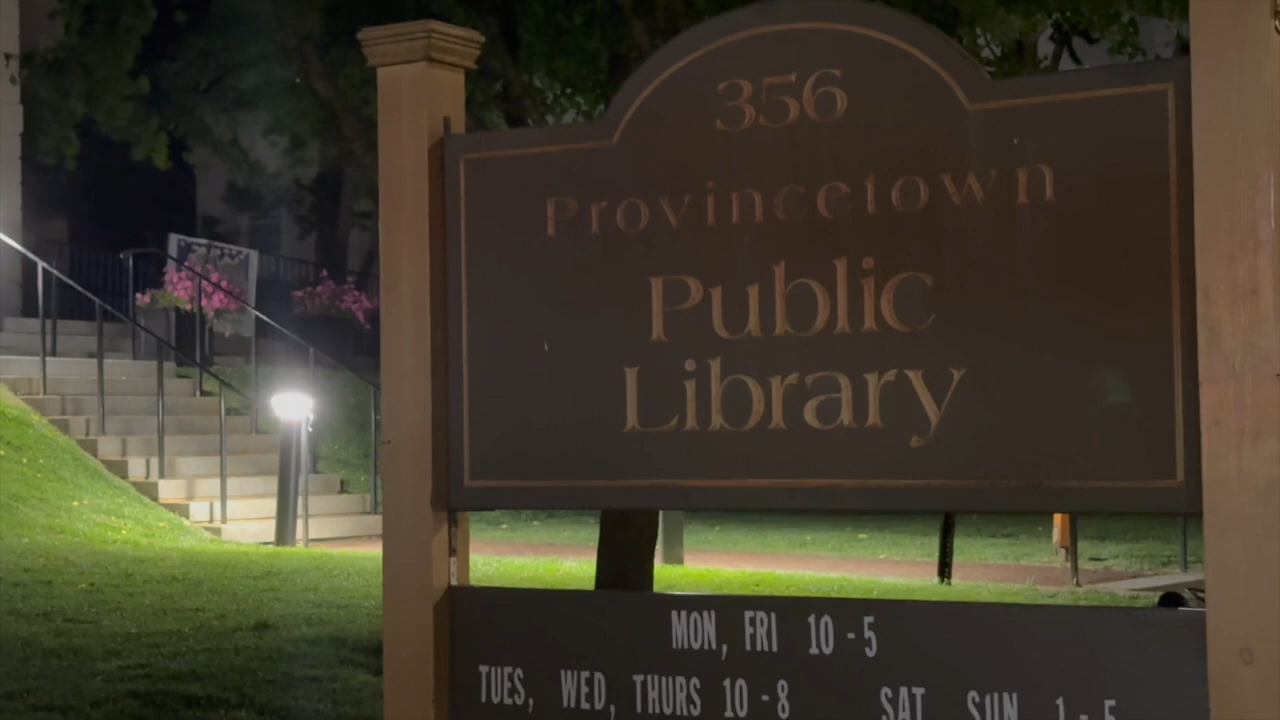 356
Provincetown
Public
Library
MON, FRI 10-5
TUES, WED, THURS 10-8 SAT SUN 1-5